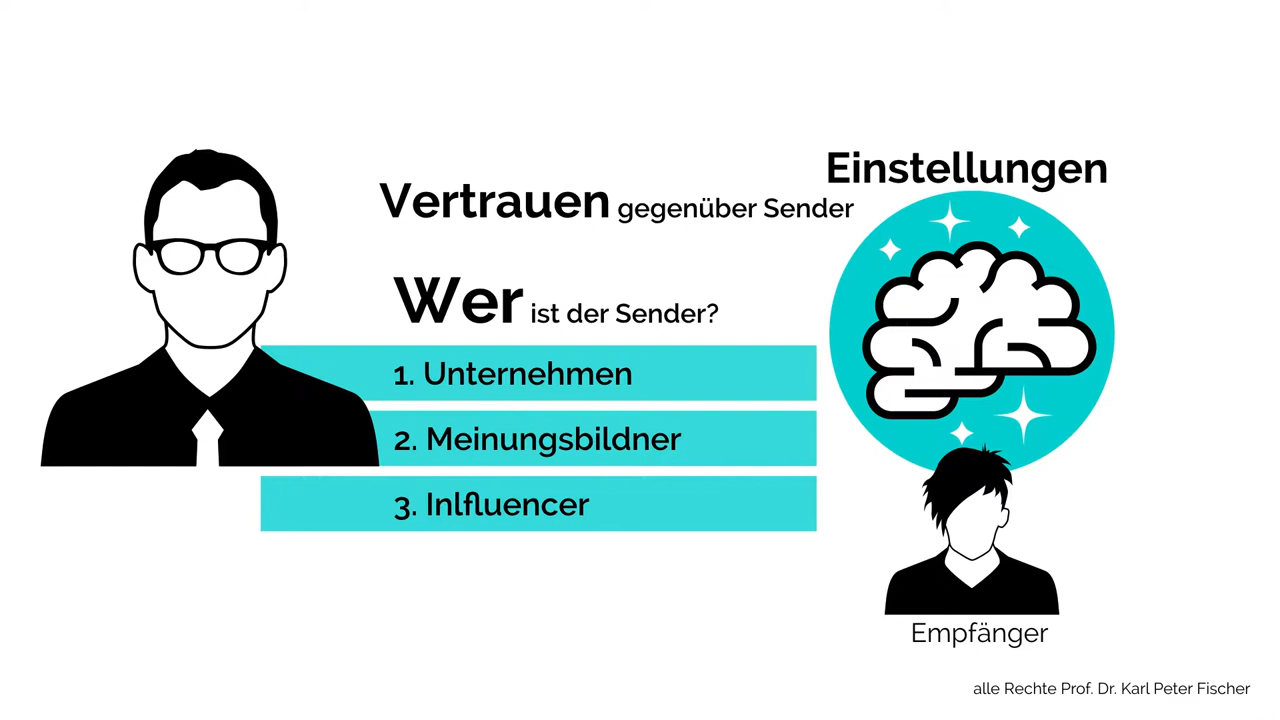 Einstellungen
Vertrauen gegenüber Sender
Wer ist der Sender?
1. Unternehmen
2. Meinungsbildner
3. Inlfluencer
Empfänger
alle Rechte Prof. Dr. Karl Peter Fischer